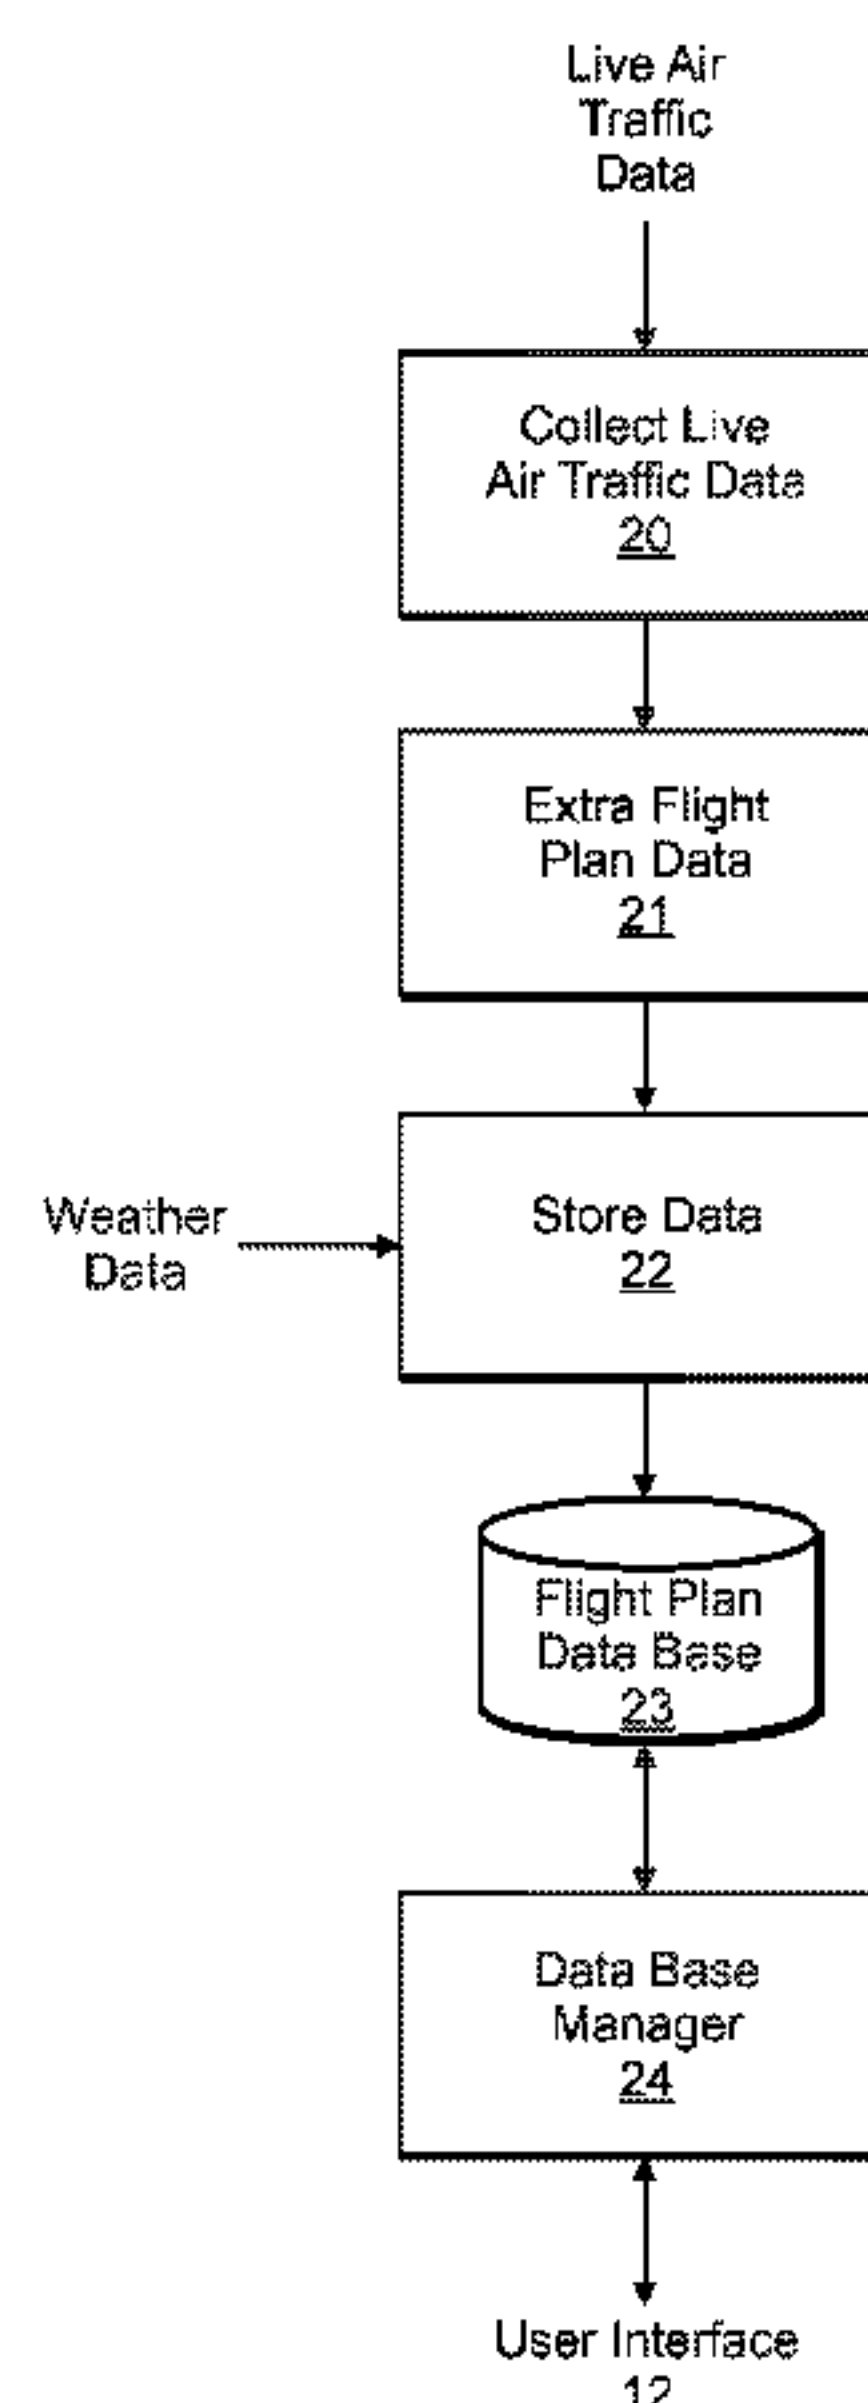 Live Air
Traffic
Data
Collect Live
Air Traffic Data
20
Extra Flight
Plan Data
21
Weather
Data
Store Data
22
Flight Plan
Data Base
23
Data Base
Manager
24
User Interface
12